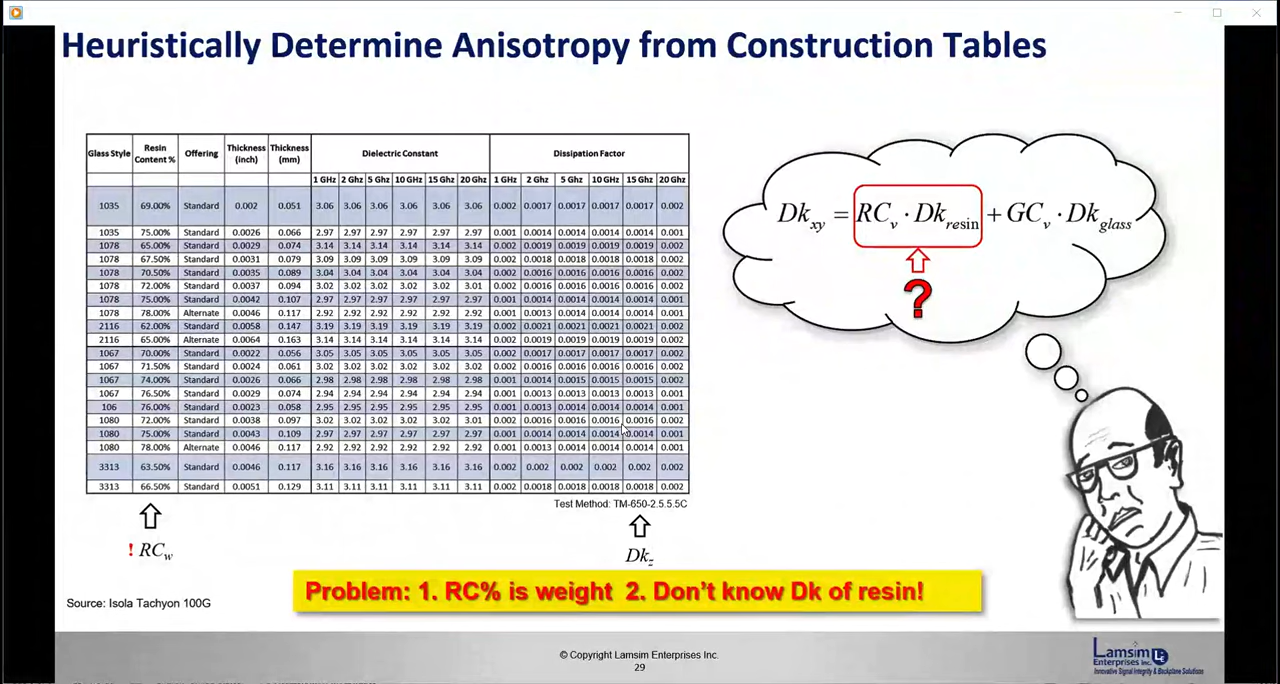 Heuristically Determine Anisotropy from Construction Tables
Glass Style Resin Content % Offering Thickness (inch) Thickness (mm) Dielectric Constant Dissipation Factor
1 GHz 2 Ghz 5 Ghz 10 GHz 15 Ghz 20 Ghz 1 GHz 2 Ghz 5 Ghz 10 GHz 15 Ghz 20 Ghz
1035 69.00% Standard 0.002 0.051 3.06 3.06 3.06 3.06 3.06 3.06 0.002 0.0017 0.0017 0.0017 0.0017 0.002
1035 75.00% Standard 0.0026 0.066 2.97 2.97 2.97 2.97 2.97 2.97 0.001 0.0014 0.0014 0.0014 0.0014 0.001
1078 65.00% Standard 0.0029 0.074 3.14 3.14 3.14 3.14 3.14 3.14 0.002 0.0019 0.0019 0.0019 0.0019 0.002
1078 67.50% Standard 0.0031 0.079 3.09 3.09 3.09 3.09 3.09 3.09 0.002 0.0018 0.0018 0.0018 0.0018 0.002
1078 70.50% Standard 0.0035 0.089 3.04 3.04 3.04 3.04 3.04 3.04 0.002 0.0016 0.0016 0.0016 0.0016 0.002
1078 72.00% Standard 0.0037 0.094 3.02 3.02 3.02 3.02 3.02 3.01 0.002 0.0016 0.0016 0.0016 0.0016 0.002
1078 75.00% Standard 0.0042 0.107 2.97 2.97 2.97 2.97 2.97 2.97 0.001 0.0014 0.0014 0.0014 0.0014 0.001
1078 78.00% Alternate 0.0046 0.117 2.92 2.92 2.92 2.92 2.92 2.92 0.001 0.0013 0.0014 0.0014 0.0014 0.001
2116 62.00% Standard 0.0058 0.147 3.19 3.19 3.19 3.19 3.19 3.19 0.002 0.0021 0.0021 0.0021 0.0021 0.002
2116 65.00% Alternate 0.0064 0.163 3.14 3.14 3.14 3.14 3.14 3.14 0.002 0.0019 0.0019 0.0019 0.0019 0.002
1067 70.00% Standard 0.0022 0.056 3.05 3.05 3.05 3.05 3.05 3.05 0.002 0.0017 0.0017 0.0017 0.0017 0.002
1067 71.50% Standard 0.0024 0.061 3.02 3.02 3.02 3.02 3.02 3.02 0.002 0.0016 0.0016 0.0016 0.0016 0.002
1067 74.00% Standard 0.0026 0.066 2.98 2.98 2.98 2.98 2.98 2.98 0.001 0.0014 0.0015 0.0015 0.0015 0.002
1067 76.50% Standard 0.0029 0.074 2.94 2.94 2.94 2.94 2.94 2.94 0.001 0.0013 0.0013 0.0013 0.0013 0.001
106 76.00% Standard 0.0023 0.058 2.95 2.95 2.95 2.95 2.95 2.95 0.001 0.0013 0.0014 0.0014 0.0014 0.001
1080 72.00% Standard 0.0038 0.097 3.02 3.02 3.02 3.02 3.02 3.01 0.002 0.0016 0.0016 0.0016 0.0016 0.002
1080 75.00% Standard 0.0043 0.109 2.97 2.97 2.97 2.97 2.97 2.97 0.001 0.0014 0.0014 0.0014 0.0014 0.001
1080 78.00% Alternate 0.0046 0.117 2.92 2.92 2.92 2.92 2.92 2.92 0.001 0.0013 0.0014 0.0014 0.0014 0.001
3313 63.50% Standard 0.0046 0.117 3.16 3.16 3.16 3.16 3.16 3.16 0.002 0.002 0.002 0.002 0.002 0.002
3313 66.50% Standard 0.0051 0.129 3.11 3.11 3.11 3.11 3.11 3.11 0.002 0.0018 0.0018 0.0018 0.0018 0.002
Test Method: TM-650-2.5.5.5C
! RCw
Dkz
Dkxy = RCv · Dkresin + GCv · Dkglass
?
Problem: 1. RC% is weight 2. Don't know Dk of resin!
Source: Isola Tachyon 100G
© Copyright Lamsim Enterprises Inc.
29
Lamsim
Enterprises Inc.
LE
Innovative Signal Integrity & Backplane Solutions